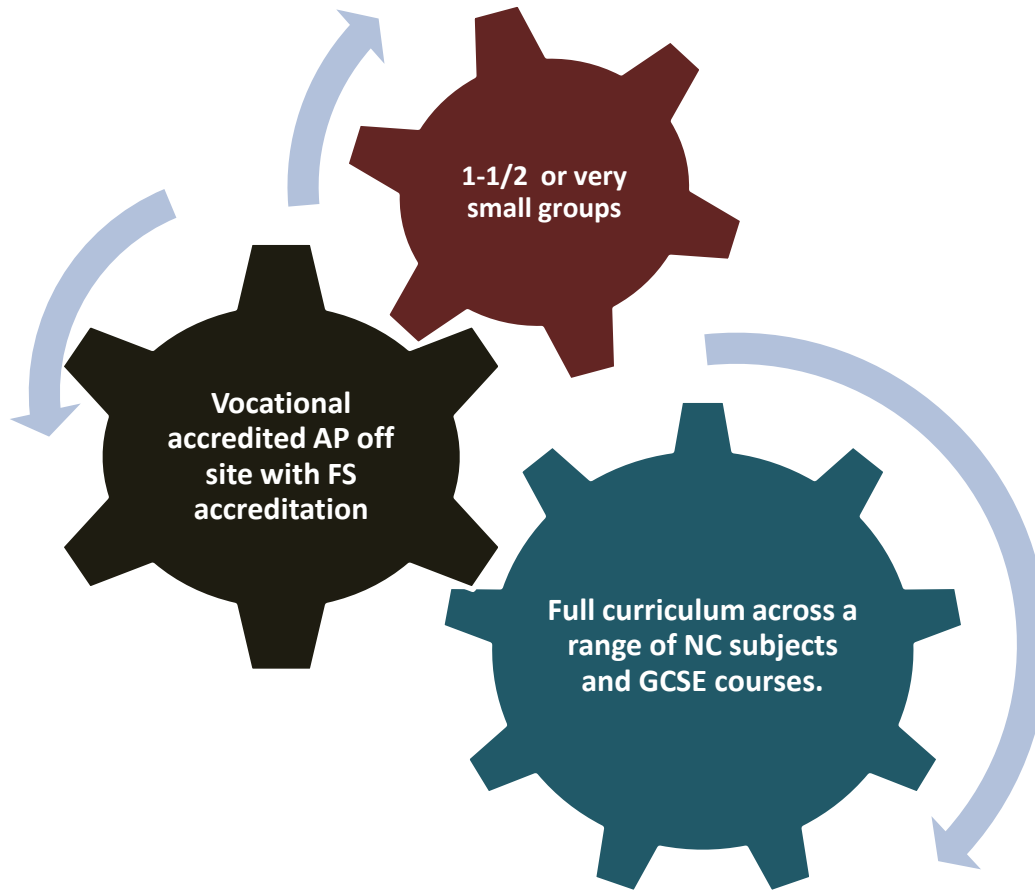 1-1/2  or very
small groups
Vocational
accredited AP off
site with FS
accreditation
Full curriculum across a
range of NC subjects
and GCSE courses.